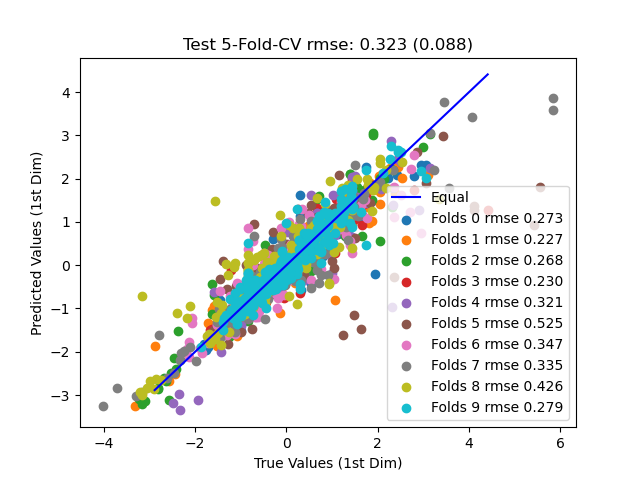 Test 5-Fold-CV rmse: 0.323 (0.088)
Predicted Values (1st Dim)
4
3
2
1
0
−1
−2
−3
Equal
Folds 0 rmse 0.273
Folds 1 rmse 0.227
Folds 2 rmse 0.268
Folds 3 rmse 0.230
Folds 4 rmse 0.321
Folds 5 rmse 0.525
Folds 6 rmse 0.347
Folds 7 rmse 0.335
Folds 8 rmse 0.426
Folds 9 rmse 0.279
−4 −2 0 2 4 6
True Values (1st Dim)